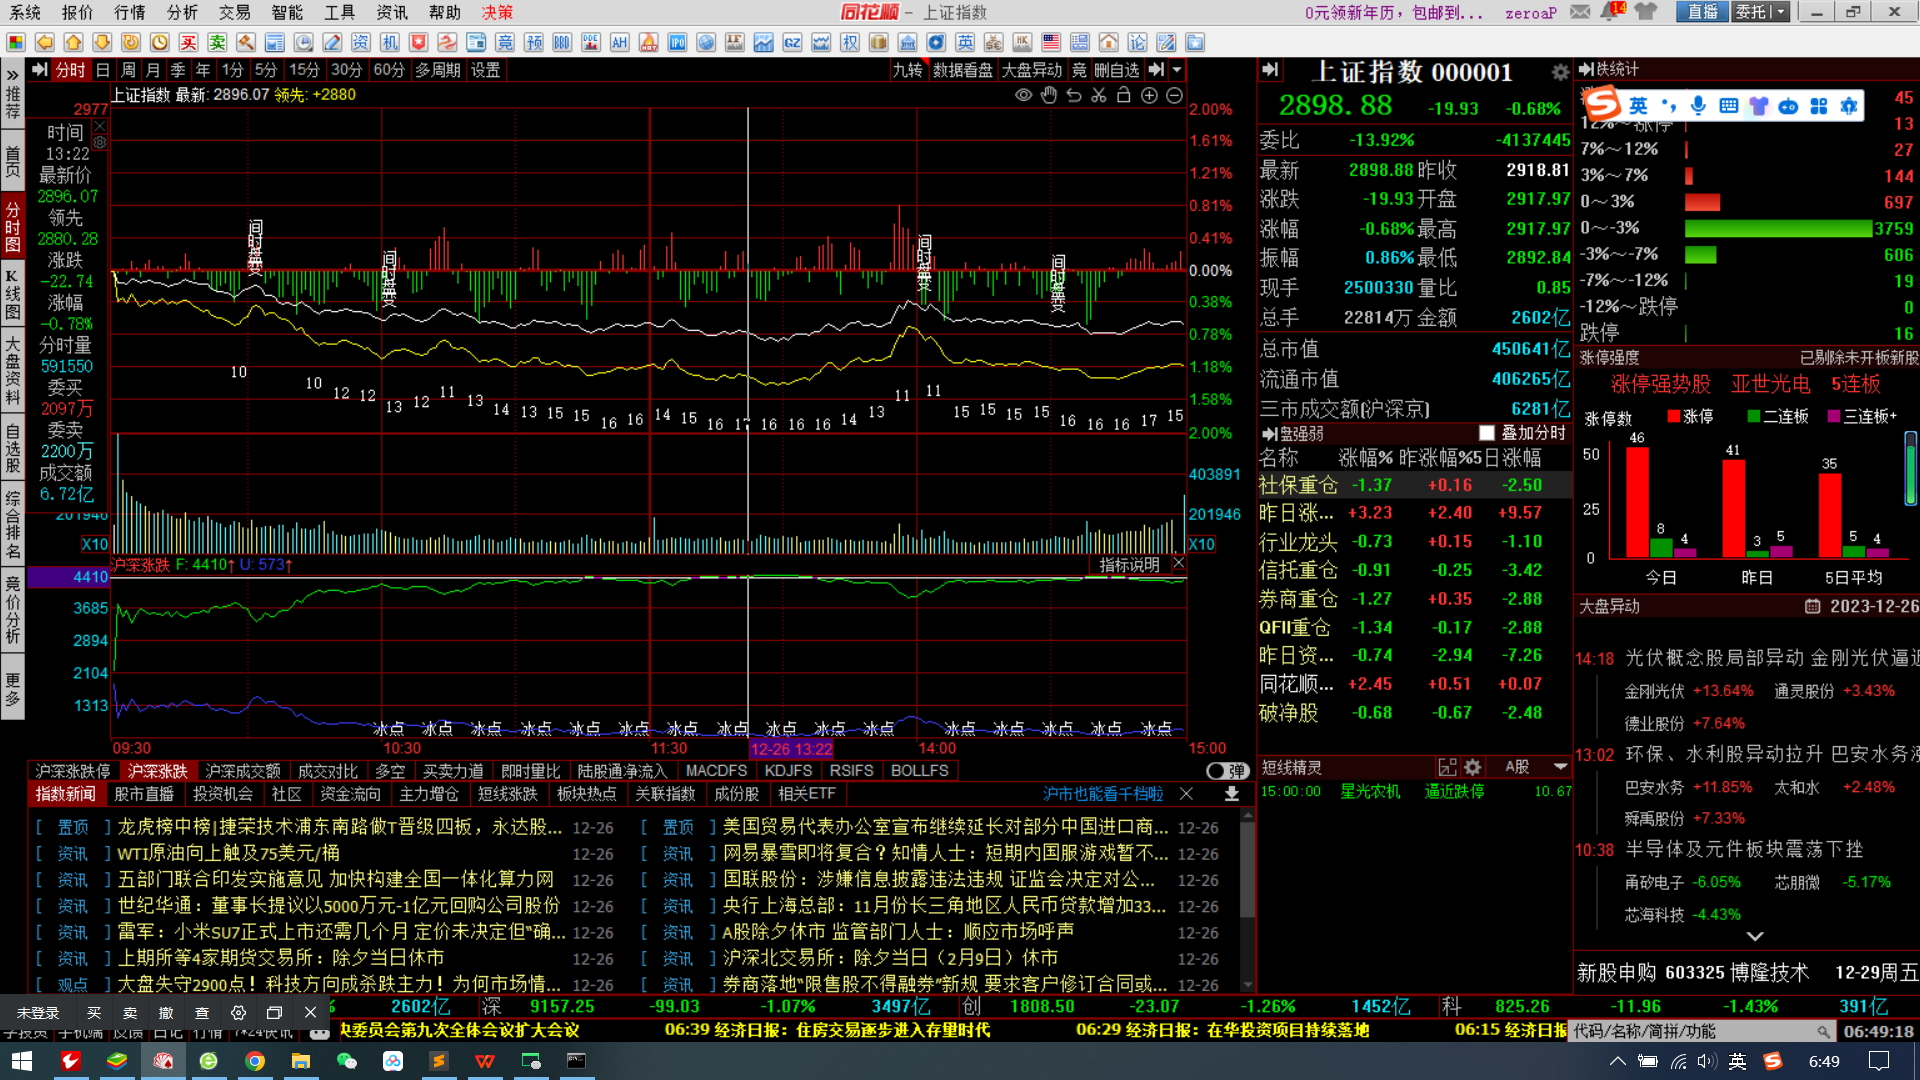 系统 报价 行情 分析 交易 智能 工具 资讯 帮助 决策
同花顺 - 上证指数
0元领新年历，包邮到... zeroaP 14 直播 委托
分时 日 周 月 季 年 1分 5分 15分 30分 60分 多周期 设置
九转 数据看盘 大盘异动 竞 删自选
上证指数 最新: 2896.07 领先: +2880
推荐
首页
分时图
K线图
大盘资料
自选股
综合排名
竞价分析
更多
2977
时间
13:22
最新价
2896.07
领先
2880.28
涨跌
-22.74
涨幅
-0.78%
分时量
591550
委买
2097万
委卖
2200万
成交额
6.72亿
201946
X10
2.00%
1.61%
1.21%
0.81%
0.41%
0.00%
0.38%
0.78%
1.18%
1.58%
2.00%
403891
201946
X10
10 10 12 12 13 12 11 13 14 13 15 15 16 16 14 15 16 17 16 16 16 14 13 11 11 15 15 15 15 16 16 16 17 15
沪深涨跌 F: 4410↑ U: 573↑
指标说明
4410
3685
2894
2104
1313
冰点 冰点 冰点 冰点 冰点 冰点 冰点 冰点 冰点 冰点 冰点 冰点 冰点 冰点 冰点 冰点
09:30 10:30 11:30 12-26 13:22 14:00 15:00
沪深涨跌停 沪深涨跌 沪深成交额 成交对比 多空 买卖力道 即时量比 陆股通净流入 MACDFS KDJFS RSIFS BOLLFS 弹
指数新闻 股市直播 投资机会 社区 资金流向 主力增仓 短线涨跌 板块热点 关联指数 成份股 相关ETF 沪市也能看千档啦
[ 置顶 ] 龙虎榜中榜|捷荣技术浦东南路做T晋级四板，永达股... 12-26
[ 资讯 ] WTI原油向上触及75美元/桶 12-26
[ 资讯 ] 五部门联合印发实施意见 加快构建全国一体化算力网 12-26
[ 资讯 ] 世纪华通：董事长提议以5000万元-1亿元回购公司股份 12-26
[ 资讯 ] 雷军：小米SU7正式上市还需几个月 定价未决定但“确... 12-26
[ 资讯 ] 上期所等4家期货交易所：除夕当日休市 12-26
[ 观点 ] 大盘失守2900点！科技方向成杀跌主力！为何市场情... 12-26
[ 置顶 ] 美国贸易代表办公室宣布继续延长对部分中国进口商... 12-26
[ 资讯 ] 网易暴雪即将复合？知情人士：短期内国服游戏暂不... 12-26
[ 资讯 ] 国联股份：涉嫌信息披露违法违规 证监会决定对公... 12-26
[ 资讯 ] 央行上海总部：11月份长三角地区人民币贷款增加33... 12-26
[ 资讯 ] A股除夕休市 监管部门人士：顺应市场呼声 12-26
[ 资讯 ] 沪深北交易所：除夕当日（2月9日）休市 12-26
[ 资讯 ] 券商落地“限售股不得融券”新规 要求客户修订合同或... 12-26
上证指数 000001
2898.88 -19.93 -0.68%
委比 -13.92% -4137445
最新 2898.88 昨收 2918.81
涨跌 -19.93 开盘 2917.97
涨幅 -0.68% 最高 2917.97
振幅 0.86% 最低 2892.84
现手 2500330 量比 0.85
总手 22814万 金额 2602亿
总市值 450641亿
流通市值 406265亿
三市成交额(沪深京) 6281亿
盘强弱 叠加分时
名称 涨幅% 昨涨幅% 5日涨幅
社保重仓 -1.37 +0.16 -2.50
昨日涨... +3.23 +2.40 +9.57
行业龙头 -0.73 +0.15 -1.10
信托重仓 -0.91 -0.25 -3.42
券商重仓 -1.27 +0.35 -2.88
QFII重仓 -1.34 -0.17 -2.88
昨日资... -0.74 -2.94 -7.26
同花顺... +2.45 +0.51 +0.07
破净股 -0.68 -0.67 -2.48
短线精灵 A股
15:00:00 星光农机 逼近跌停 10.67
跌统计
英
45
13
7%～12% 27
3%～7% 144
0～3% 697
0～-3% 3759
-3%～-7% 606
-7%～-12% 19
-12%～跌停 0
跌停 16
涨停强度 已剔除未开板新股
涨停强势股 亚世光电 5连板
涨停数 涨停 二连板 三连板+
50
25
0
46 8 4
41 3 5
35 5 4
今日 昨日 5日平均
大盘异动 2023-12-26
14:18 光伏概念股局部异动 金刚光伏逼近
金刚光伏 +13.64% 通灵股份 +3.43%
德业股份 +7.64%
13:02 环保、水利股异动拉升 巴安水务涨
巴安水务 +11.85% 太和水 +2.48%
舜禹股份 +7.33%
10:38 半导体及元件板块震荡下挫
甬矽电子 -6.05% 芯朋微 -5.17%
芯海科技 -4.43%
新股申购 603325 博隆技术 12-29周五
未登录 买 卖 撤 查
2602亿 深 9157.25 -99.03 -1.07% 3497亿 创 1808.50 -23.07 -1.26% 1452亿 科 825.26 -11.96 -1.43% 391亿
央委员会第九次全体会议扩大会议 06:39 经济日报：住房交易逐步进入存量时代 06:29 经济日报：在华投资项目持续落地 06:15 经济日报
代码/名称/简拼/功能 06:49:18
英 6:49